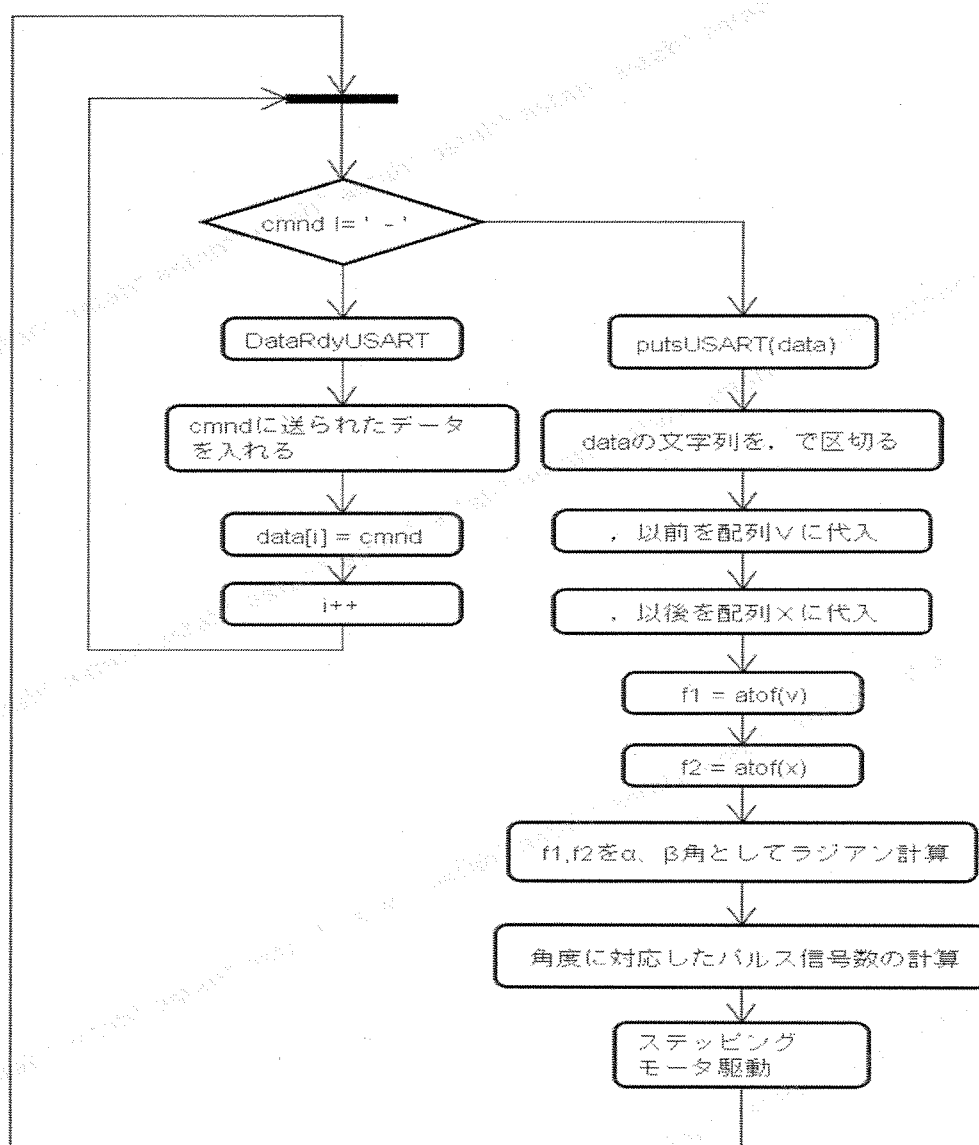 cmnd != ' - '
DataRdyUSART
cmndに送られたデータ
を入れる
data[i] = cmnd
i++
putsUSART(data)
dataの文字列を，で区切る
，以前を配列Vに代入
，以後を配列Xに代入
f1 = atof(v)
f2 = atof(x)
f1,f2をα、β角としてラジアン計算
角度に対応したパルス信号数の計算
ステッピング
モータ駆動